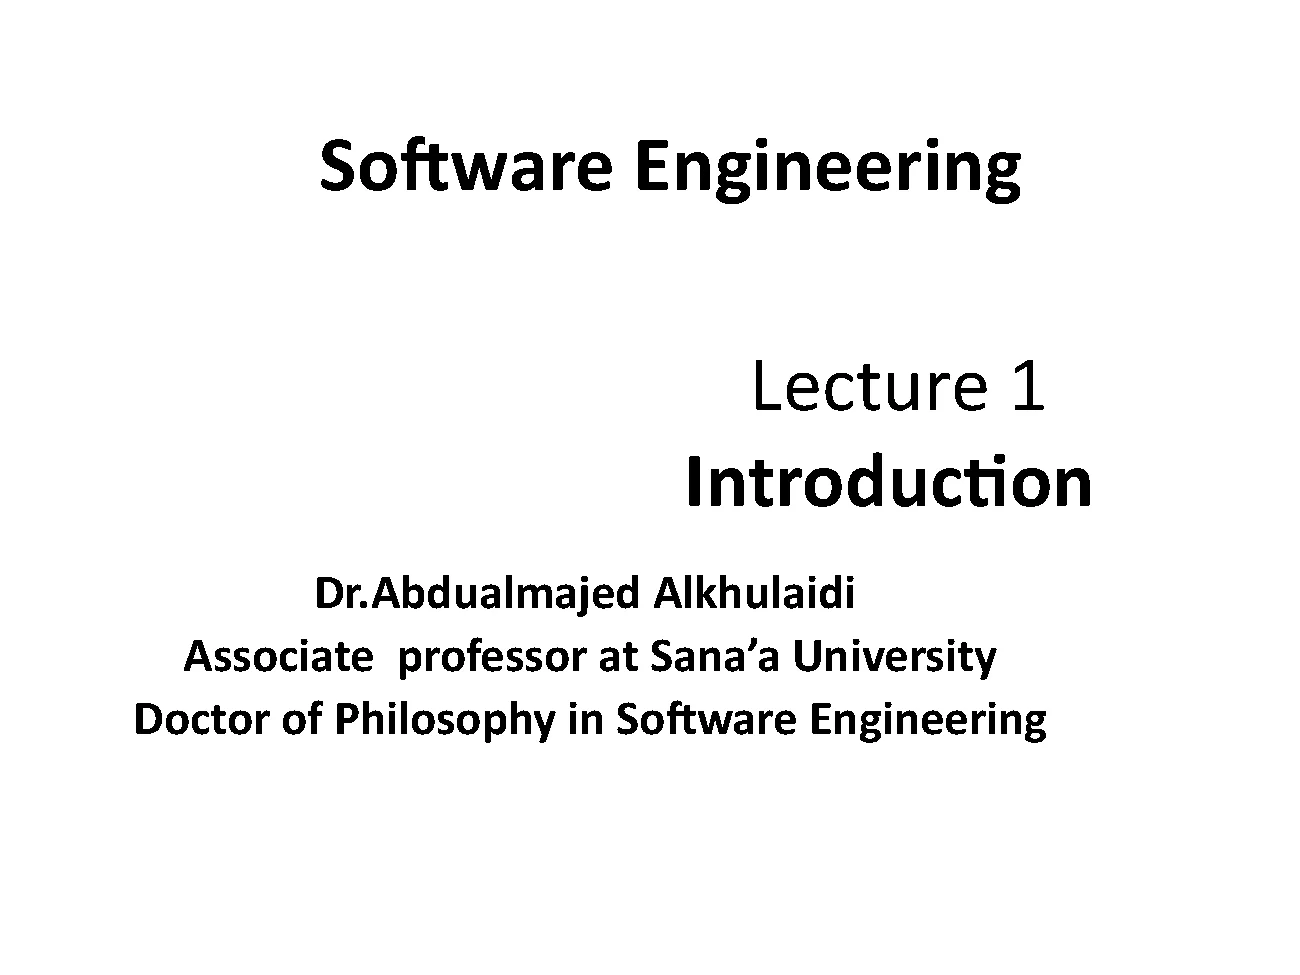 Software Engineering
Lecture 1
Introduction
Dr.Abdualmajed Alkhulaidi
Associate  professor at Sana’a University
Doctor of Philosophy in Software Engineering